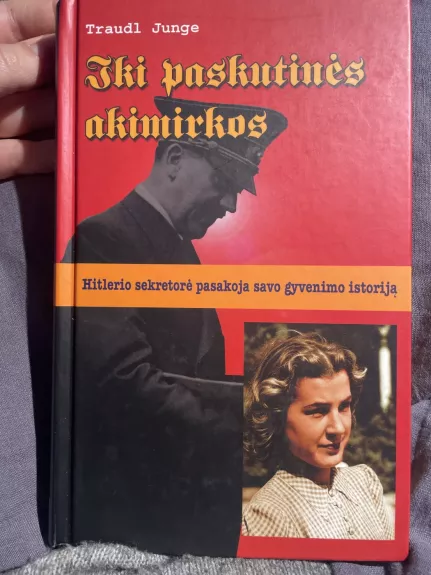 Traudl Junge
Iki paskutinės
akimirkos
Hitlerio sekretorė pasakoja savo gyvenimo istoriją